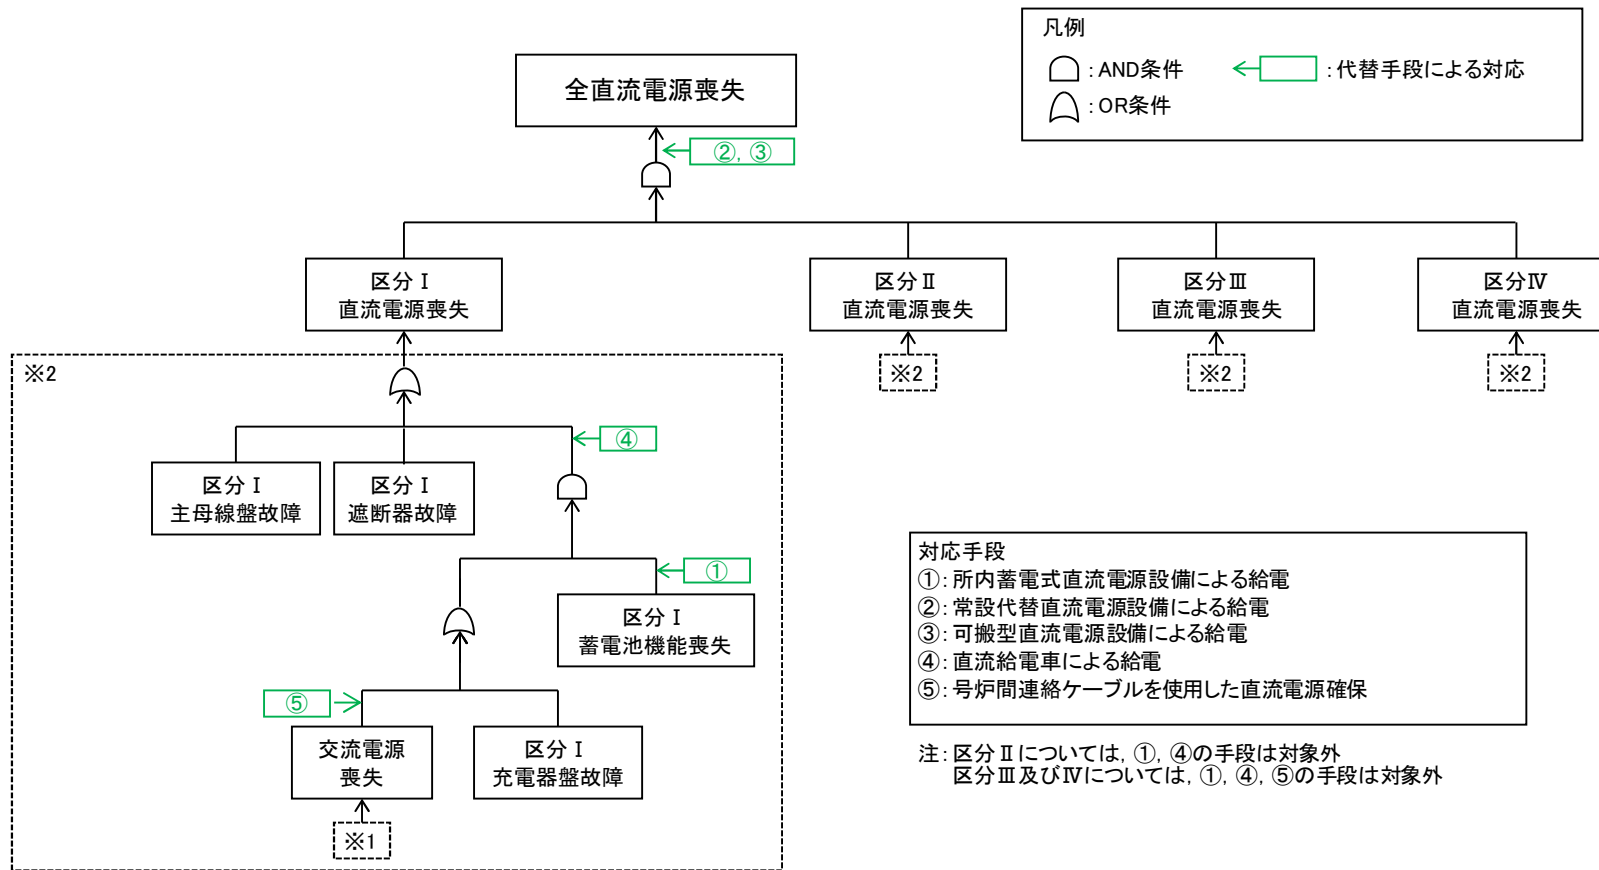 凡例
: AND条件
: 代替手段による対応
: OR条件
全直流電源喪失
②, ③
区分Ⅰ
直流電源喪失
区分Ⅱ
直流電源喪失
区分Ⅲ
直流電源喪失
区分Ⅳ
直流電源喪失
※2
※2
※2
※2
④
区分Ⅰ
主母線盤故障
区分Ⅰ
遮断器故障
①
区分Ⅰ
蓄電池機能喪失
⑤
交流電源
喪失
区分Ⅰ
充電器盤故障
※1
対応手段
①: 所内蓄電式直流電源設備による給電
②: 常設代替直流電源設備による給電
③: 可搬型直流電源設備による給電
④: 直流給電車による給電
⑤: 号炉間連絡ケーブルを使用した直流電源確保
注: 区分Ⅱについては, ①, ④の手段は対象外
区分Ⅲ及びⅣについては, ①, ④, ⑤の手段は対象外